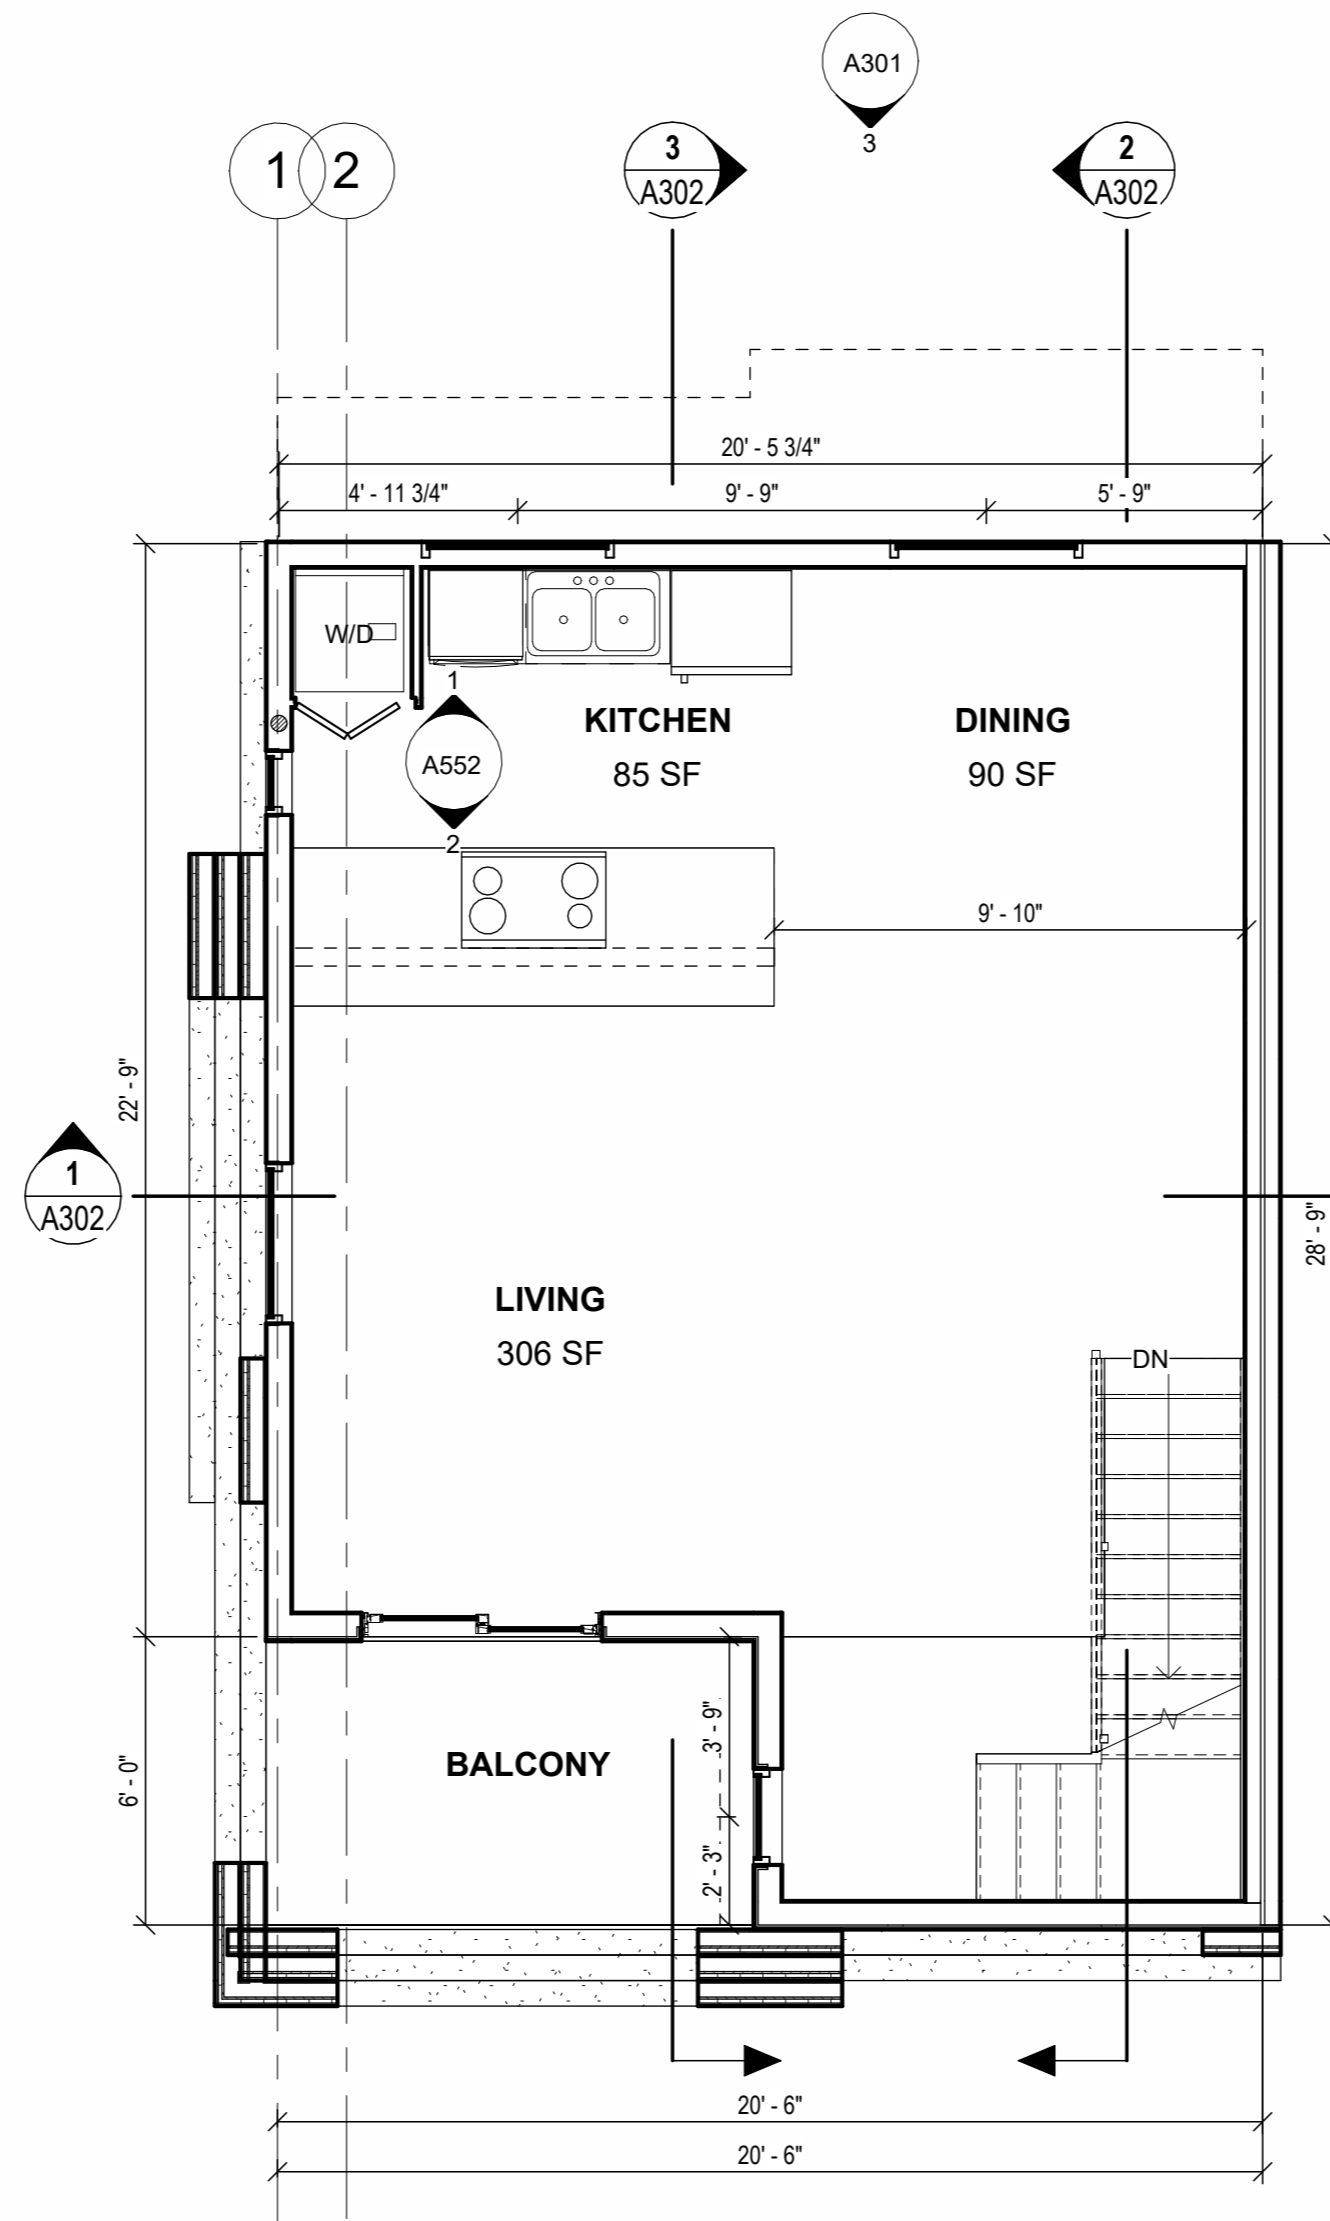 A301
3
1 2
3
A302
2
A302
20' - 5 3/4"
4' - 11 3/4"
9' - 9"
5' - 9"
W/D
1
A552
2
KITCHEN
85 SF
DINING
90 SF
9' - 10"
22' - 9"
1
A302
28' - 9"
LIVING
306 SF
DN
3' - 9"
BALCONY
6' - 0"
2' - 3"
20' - 6"
20' - 6"